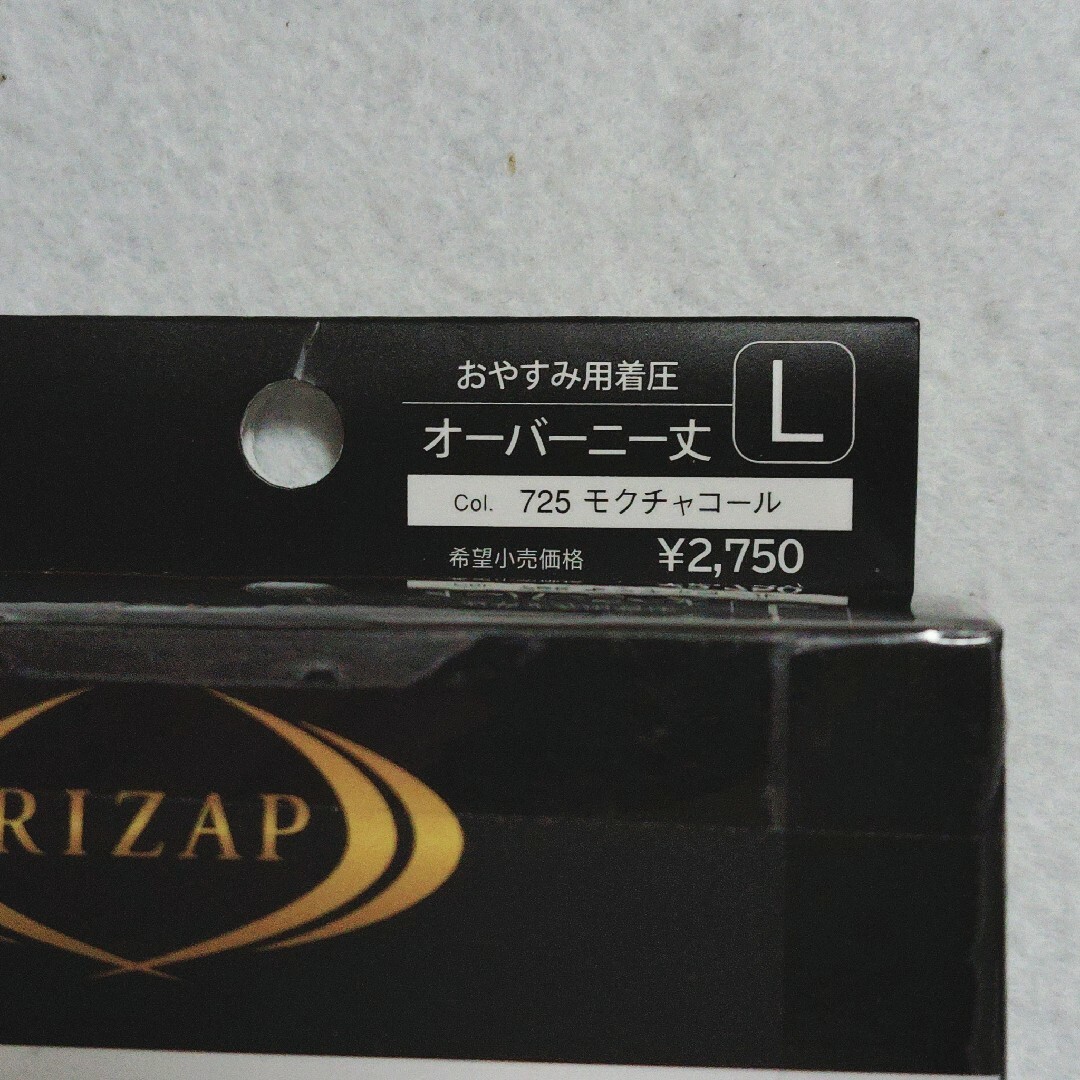 おやすみ用着圧
オーバーニー丈
L
Col. 725 モクチャコール
希望小売価格 ¥2,750
RIZAP